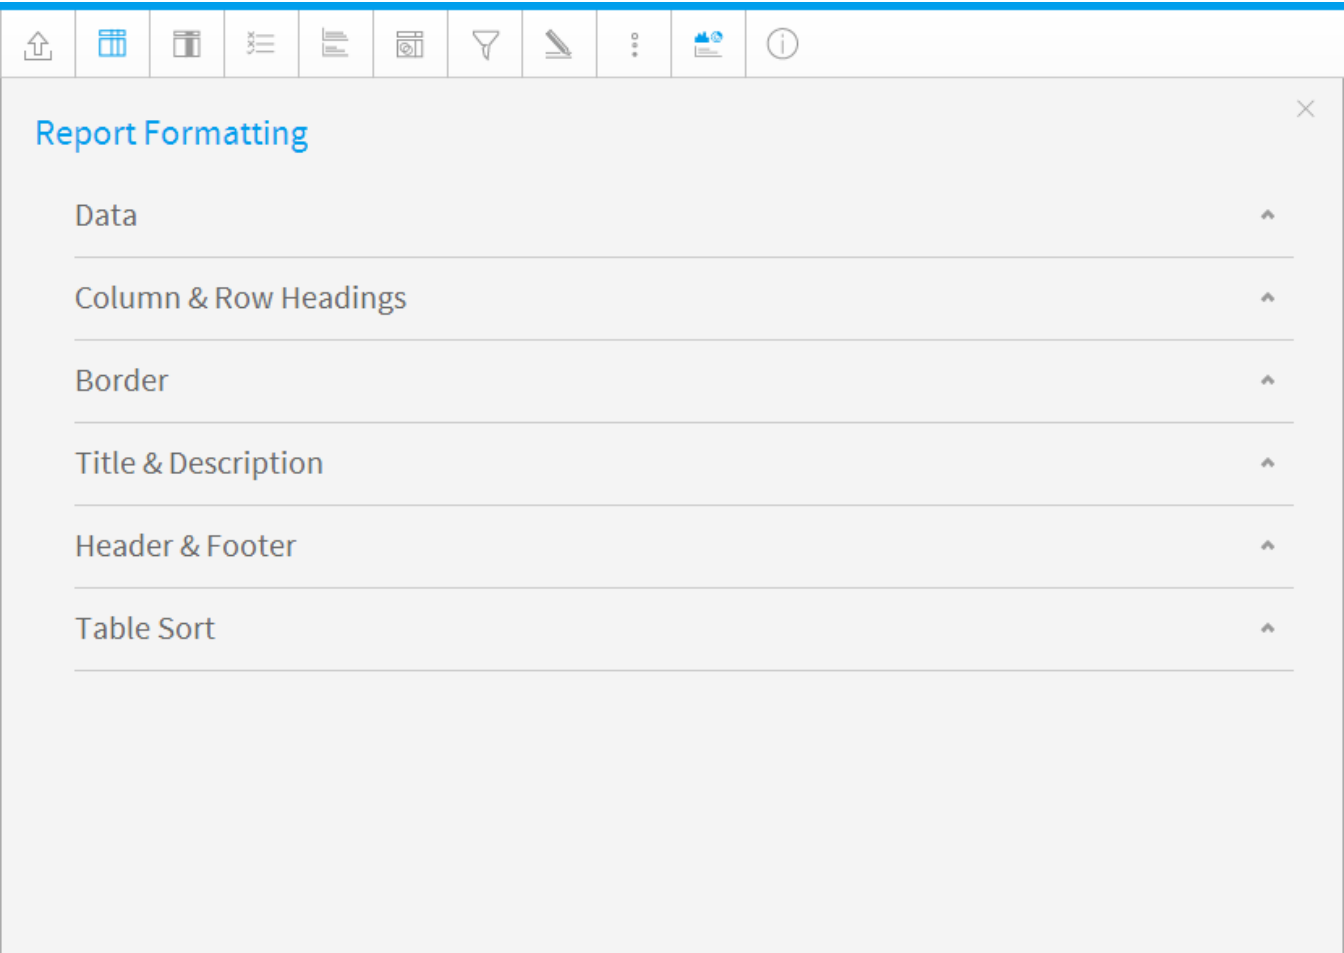 Report Formatting
Data
Column & Row Headings
Border
Title & Description
Header & Footer
Table Sort